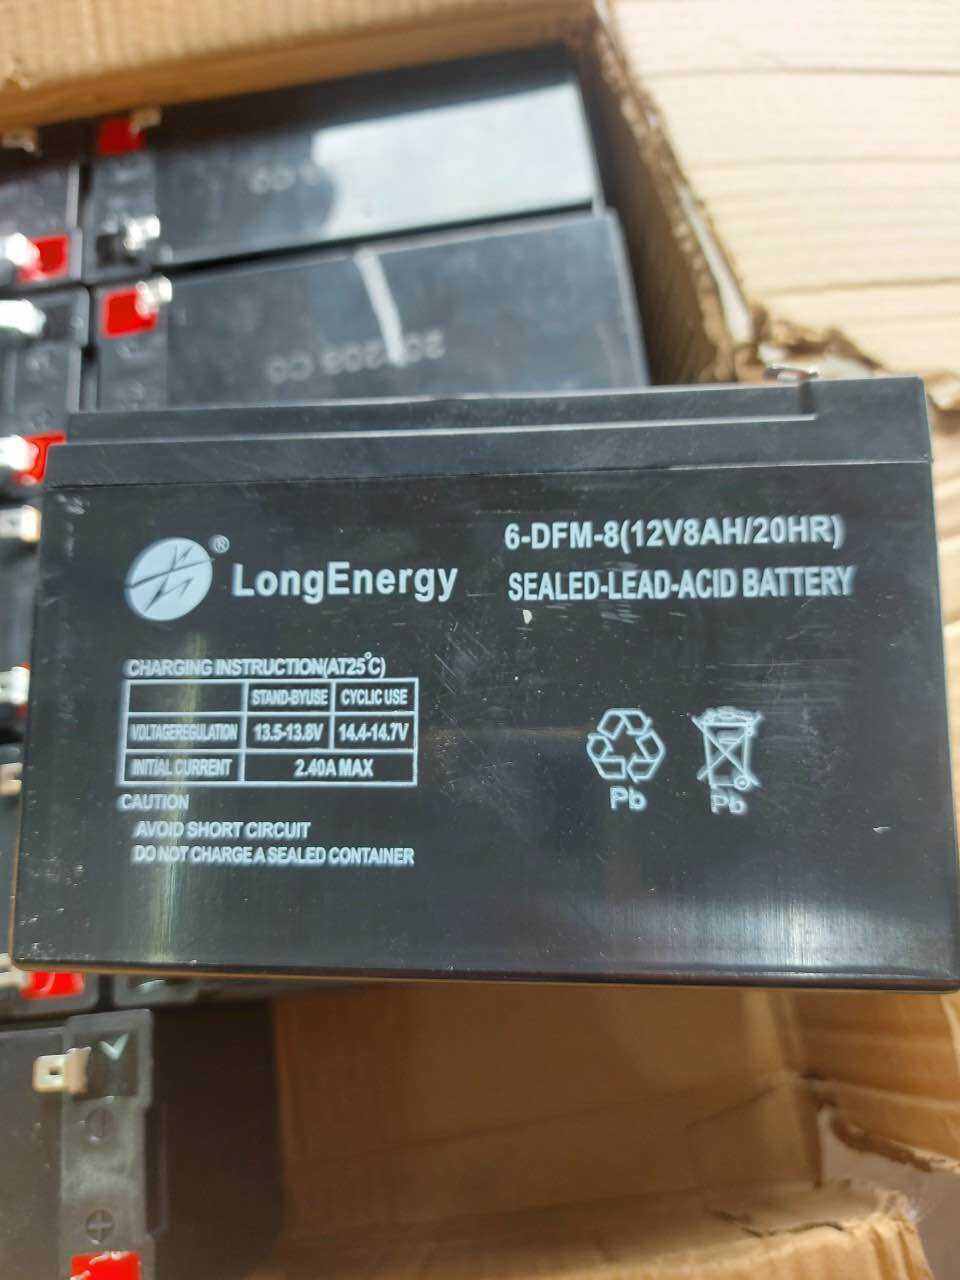 LongEnergy®
6-DFM-8(12V8AH/20HR)
SEALED-LEAD-ACID BATTERY
CHARGING INSTRUCTION(AT25°C)
STAND-BYUSE CYCLIC USE
VOLTAGEREGULATION 13.5-13.8V 14.4-14.7V
INITIAL CURRENT 2.40A MAX
CAUTION
AVOID SHORT CIRCUIT
DO NOT CHARGE A SEALED CONTAINER
Pb
Pb